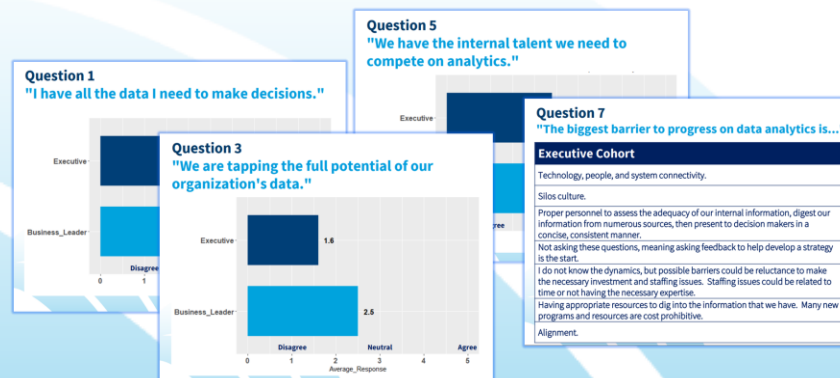 Question 1
"I have all the data I need to make decisions."
Executive
Business_Leader
Disagree
0
1
Question 3
"We are tapping the full potential of our
organization's data."
Executive
1.6
Business_Leader
2.5
Disagree
Neutral
Agree
0
1
2
3
4
5
Average_Response
Question 5
"We have the internal talent we need to
compete on analytics."
Executive
Question 7
"The biggest barrier to progress on data analytics is...
Executive Cohort
Technology, people, and system connectivity.
Silos culture.
Proper personnel to assess the adequacy of our internal information, digest our
information from numerous sources, then present to decision makers in a
concise, consistent manner.
Not asking these questions, meaning asking feedback to help develop a strategy
is the start.
I do not know the dynamics, but possible barriers could be reluctance to make
the necessary investment and staffing issues. Staffing issues could be related to
time or not having the necessary expertise.
Having appropriate resources to dig into the information that we have. Many new
programs and resources are cost prohibitive.
Alignment.